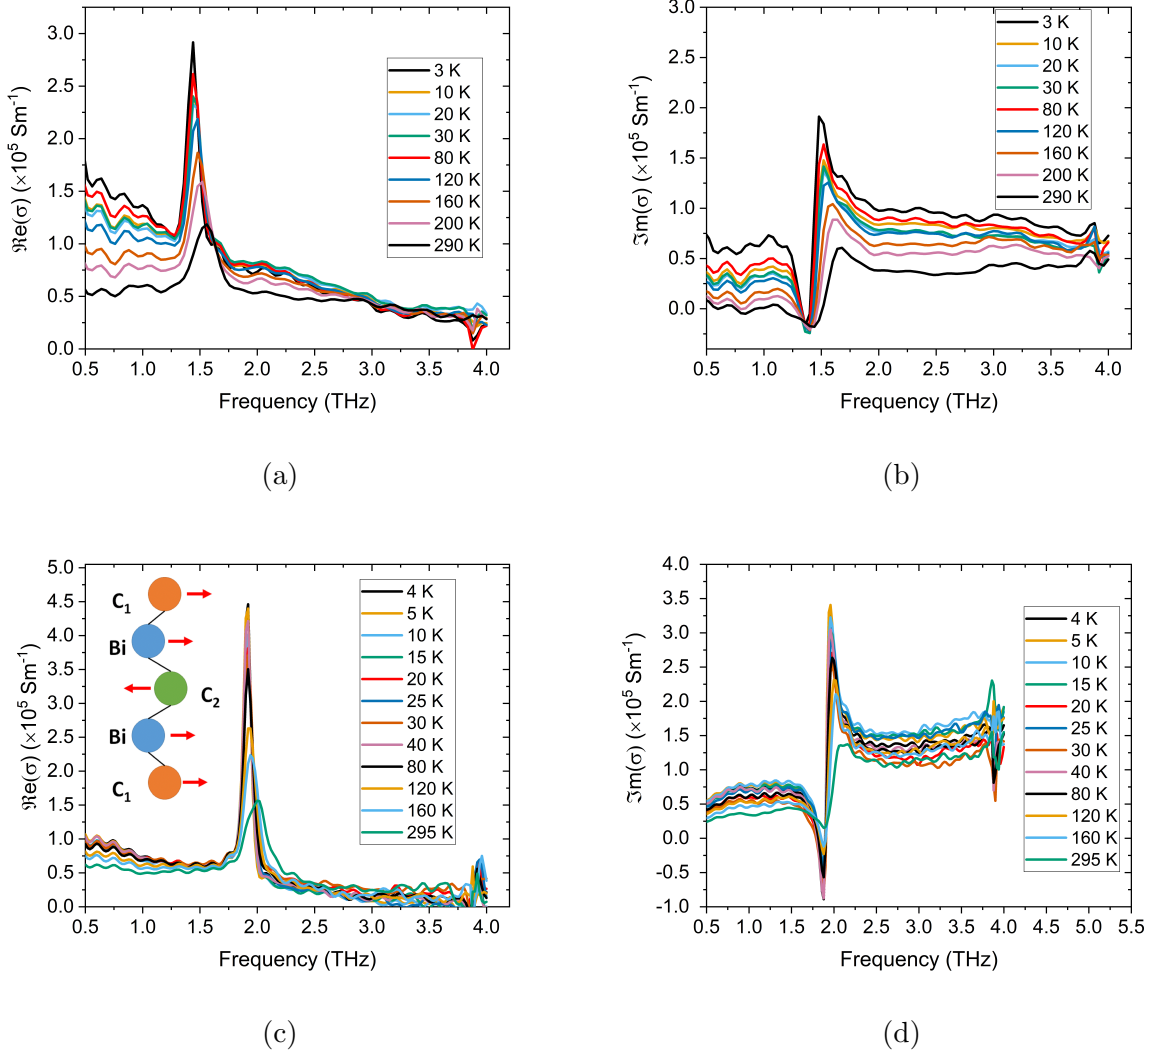 ℜe(σ) (×10⁵ Sm⁻¹)
3.0
2.5
2.0
1.5
1.0
0.5
0.0
0.5 1.0 1.5 2.0 2.5 3.0 3.5 4.0
Frequency (THz)
3 K
10 K
20 K
30 K
80 K
120 K
160 K
200 K
290 K
(a)
ℑm(σ) (×10⁵ Sm⁻¹)
3.0
2.5
2.0
1.5
1.0
0.5
0.0
0.5 1.0 1.5 2.0 2.5 3.0 3.5 4.0
Frequency (THz)
3 K
10 K
20 K
30 K
80 K
120 K
160 K
200 K
290 K
(b)
ℜe(σ) (×10⁵ Sm⁻¹)
5.0
4.5
4.0
3.5
3.0
2.5
2.0
1.5
1.0
0.5
0.0
0.5 1.0 1.5 2.0 2.5 3.0 3.5 4.0
Frequency (THz)
C₁
Bi
C₂
Bi
C₁
4 K
5 K
10 K
15 K
20 K
25 K
30 K
40 K
80 K
120 K
160 K
295 K
(c)
ℑm(σ) (×10⁵ Sm⁻¹)
4.0
3.5
3.0
2.5
2.0
1.5
1.0
0.5
0.0
-0.5
-1.0
0.5 1.0 1.5 2.0 2.5 3.0 3.5 4.0 4.5 5.0 5.5
Frequency (THz)
4 K
5 K
10 K
15 K
20 K
25 K
30 K
40 K
80 K
120 K
160 K
295 K
(d)